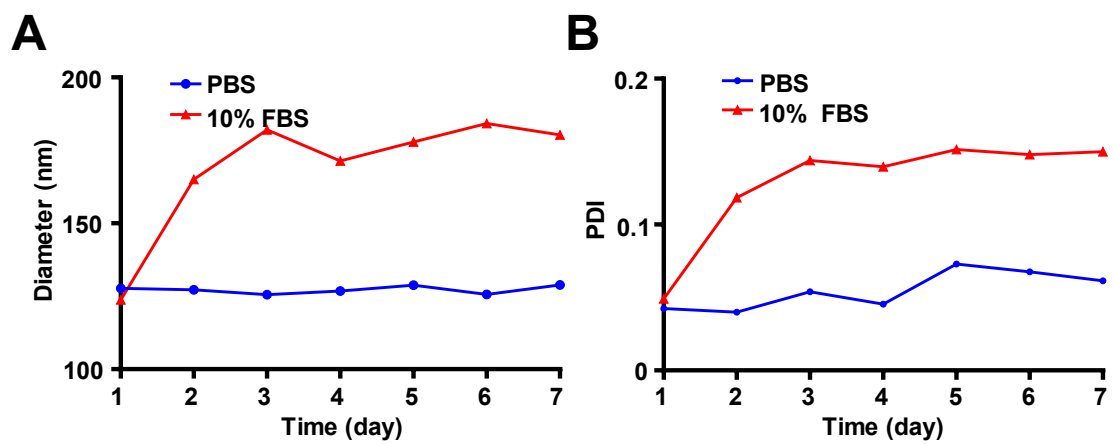 A
200
150
100
Diameter (nm)
PBS
10% FBS
1 2 3 4 5 6 7
Time (day)
B
0.2
0.1
0
PDI
PBS
10% FBS
1 2 3 4 5 6 7
Time (day)